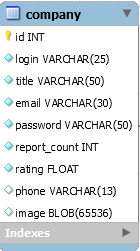 company
id INT
login VARCHAR(25)
title VARCHAR(50)
email VARCHAR(30)
password VARCHAR(50)
report_count INT
rating FLOAT
phone VARCHAR(13)
image BLOB(65536)
Indexes